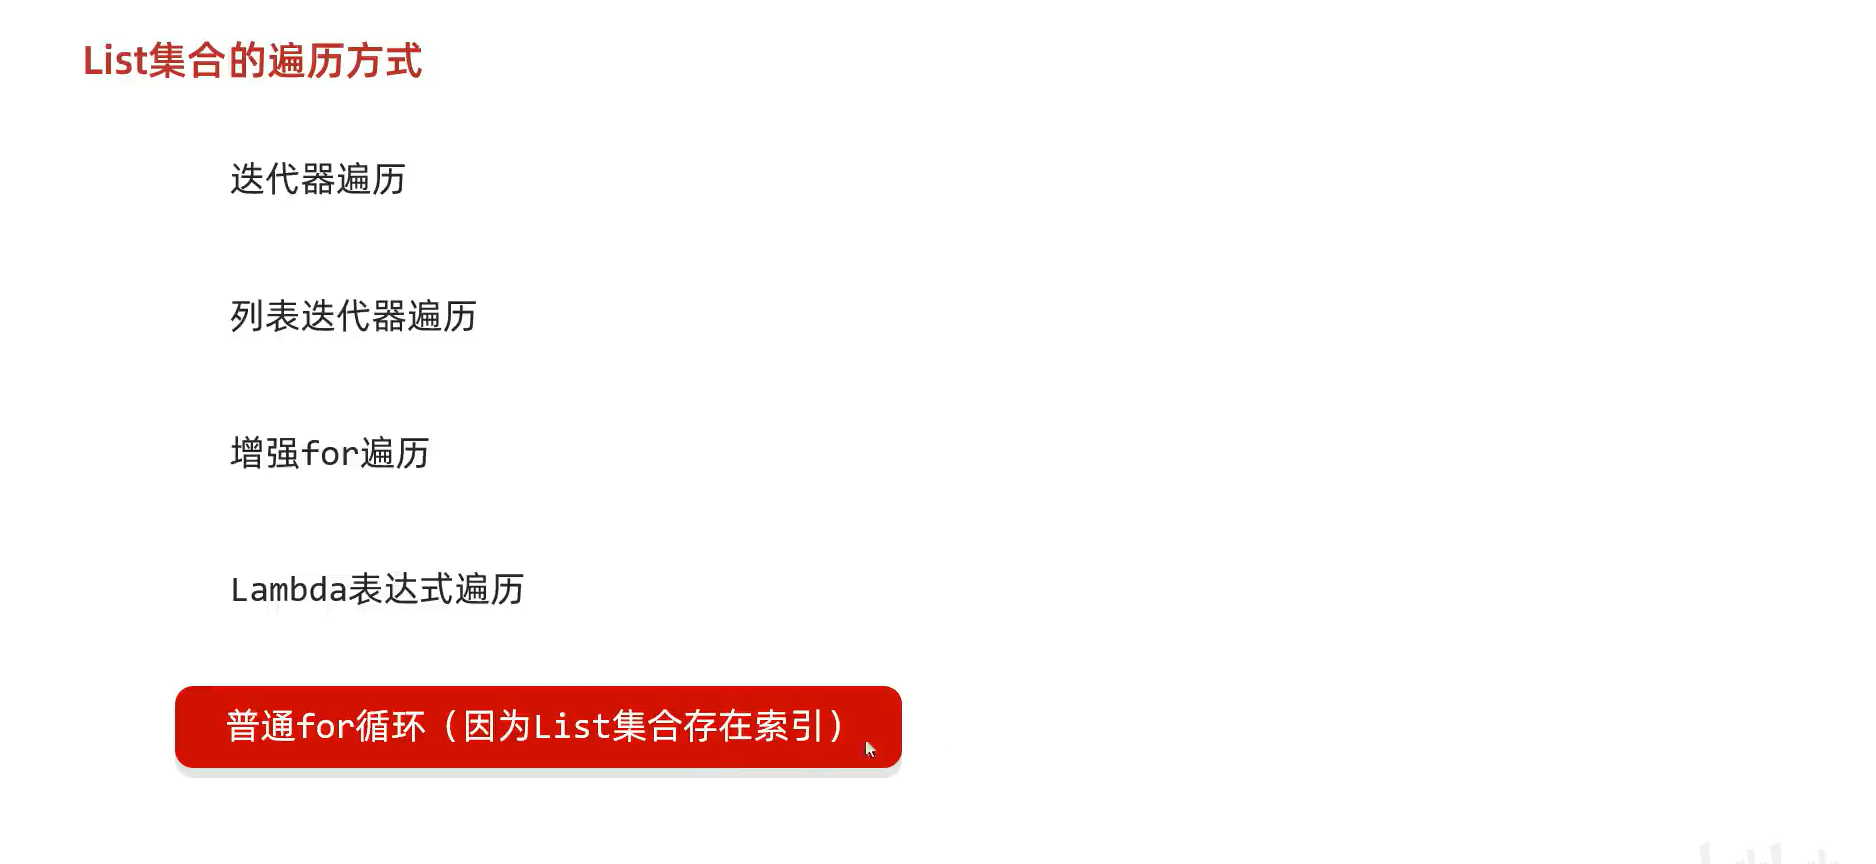 List集合的遍历方式
迭代器遍历
列表迭代器遍历
增强for遍历
Lambda表达式遍历
普通for循环（因为List集合存在索引）